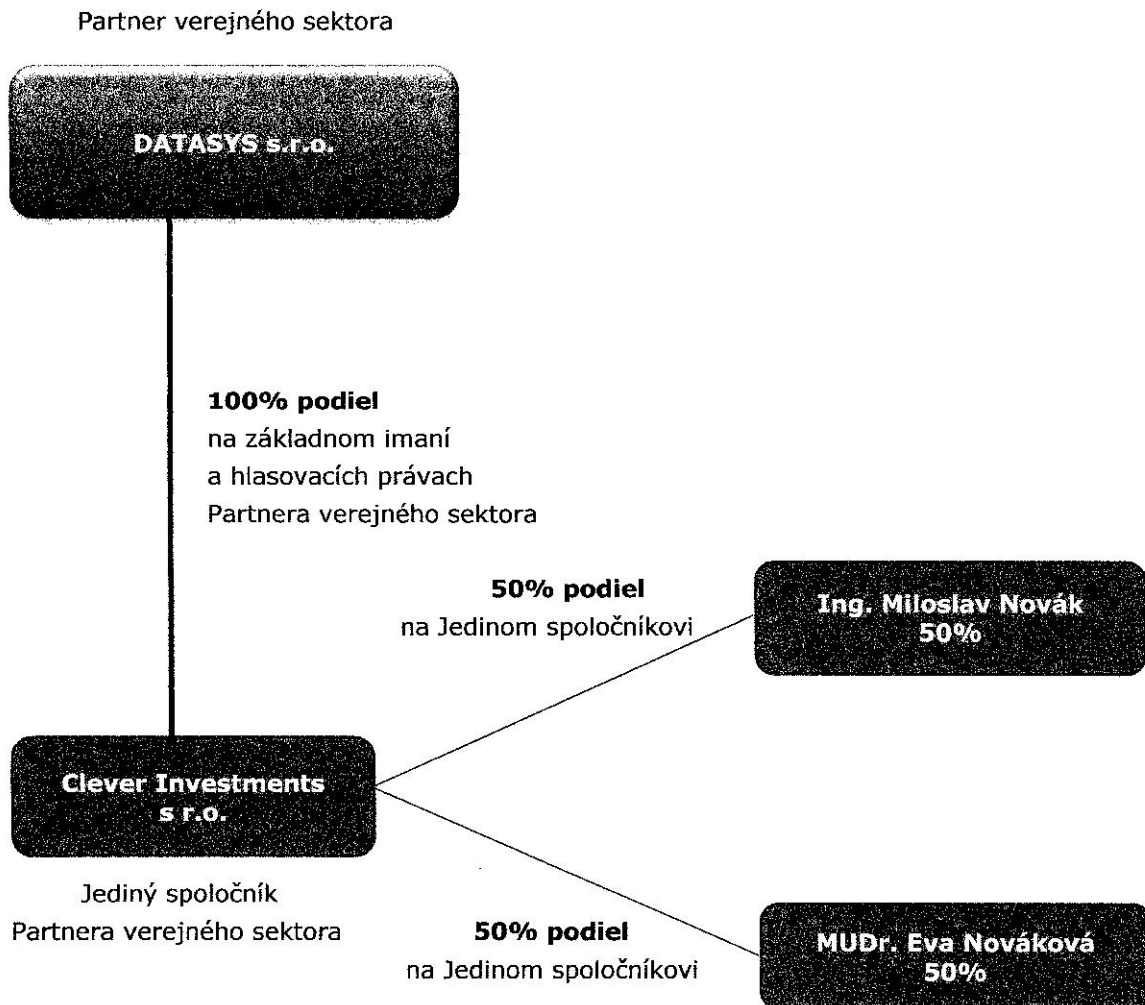 Partner verejného sektora
DATASYS s.r.o.
100% podiel
na základnom imaní
a hlasovacích právach
Partnera verejného sektora
50% podiel
na Jedinom spoločníkovi
Ing. Miloslav Novák
50%
Clever Investments
s r.o.
Jediný spoločník
Partnera verejného sektora
50% podiel
na Jedinom spoločníkovi
MUDr. Eva Nováková
50%